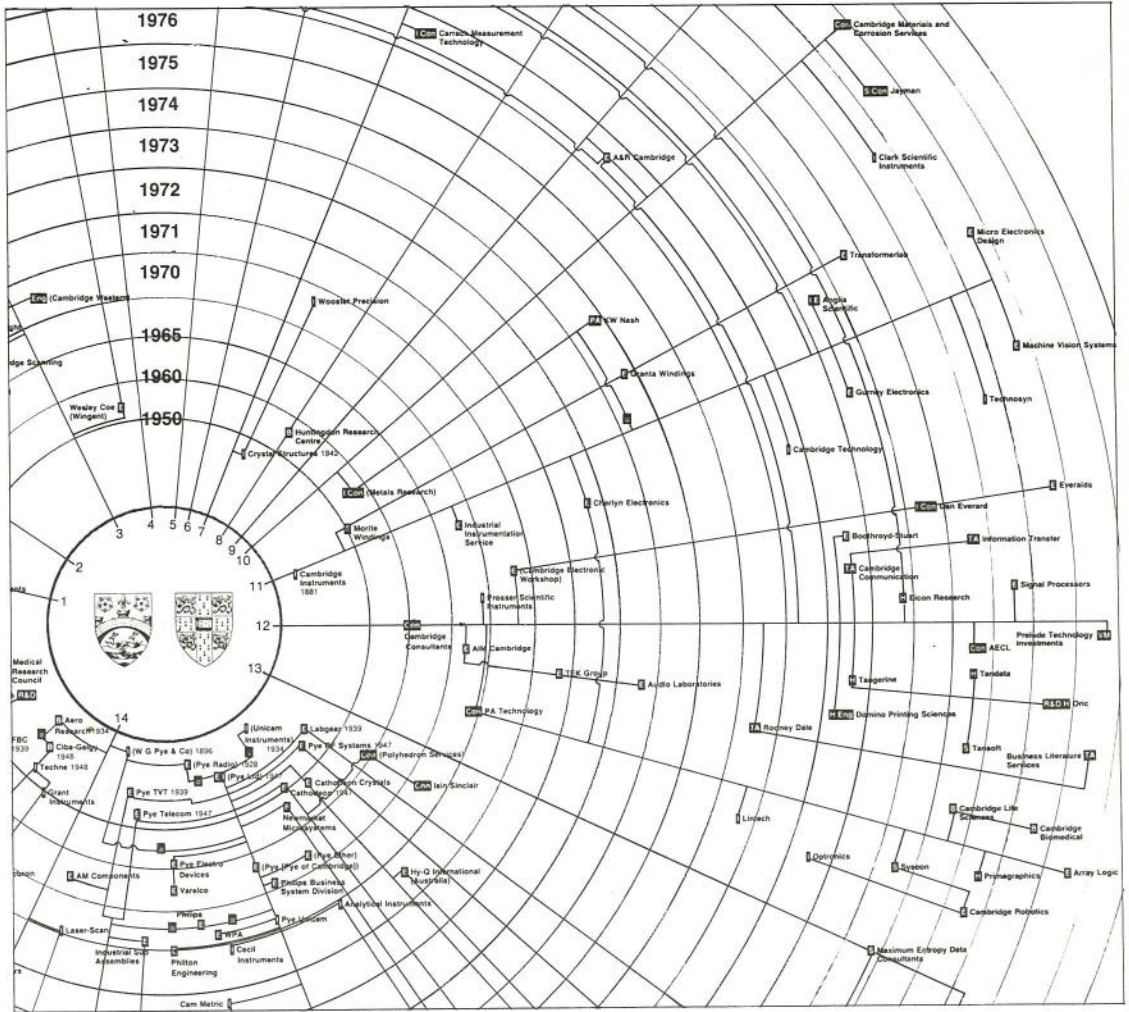 1976
1975
1974
1973
1972
1971
1970
1965
1960
1950
I Con Carrack Measurement
Technology
Con Cambridge Materials and
Corrosion Services
S Con Jayman
E A&R Cambridge
Clark Scientific
Instruments
E Micro Electronics
Design
E Transformerlab
Eng (Cambridge Western)
Wooster Precision
Anglia
Scientific
PA KW Nash
E Machine Vision Systems
dge Scanning
E Granta Windings
E Gurney Electronics
Technosyn
Wesley Coe
(Wingent)
Huntingdon Research
Centre
Crystal Structures 1942
Cambridge Technology
I Con (Metals Research)
E Cherlyn Electronics
E Everaids
I Con Dan Everard
Morite
Windings
Industrial
Instrumentation
Service
E Boothroyd-Stuart
TA Information Transfer
TA Cambridge
Communication
E (Cambridge Electronic
Workshop)
Cambridge
Instruments
1881
E Signal Processors
Prosser Scientific
Instruments
H Eicon Research
1
2
3
4
5
6
7
8
9
10
11
12
13
14
Con
Cambridge
Consultants
Prelude Technology
Investments
VM
E AIM Cambridge
Con AECL
Medical
Research
Council
R&D
E TEK Group
E Audio Laboratories
H Tangerine
H Tandata
R&D H Oric
Con PA Technology
H Eng Domino Printing Sciences
TA Rodney Dale
Aero
Research 1934
FBC
1939
Ciba-Geigy
1948
Techne 1948
Grant
Instruments
(W G Pye & Co) 1896
(Unicam
Instruments)
1934
E Labgear 1939
E Pye RF Systems 1947
(Pye Radio) 1928
(Pye Ltd) 1947
Con (Polyhedron Services)
S Tansoft
Business Literature
Services
TA
E Pye TVT 1939
E Cathodeon Crystals
Cathodeon 1947
Con Iain Sinclair
E Pye Telecom 1947
Newmarket
Microsystems
Lintech
Cambridge Life
Sciences
Cambridge
Biomedical
E Pye Electro
Devices
E (Pye Ether)
E (Pye [Pye of Cambridge])
Optronics
S Syseon
E AM Components
E Varelco
E Philips Business
System Division
E Hy-Q International
(Australia)
H Primagraphics
E Array Logic
Analytical Instruments
Philips
Pye Unicam
E Cambridge Robotics
Laser-Scan
E WPA
Industrial Sub
Assemblies
Philton
Engineering
Cecil
Instruments
S Maximum Entropy Data
Consultants
Cam Metric